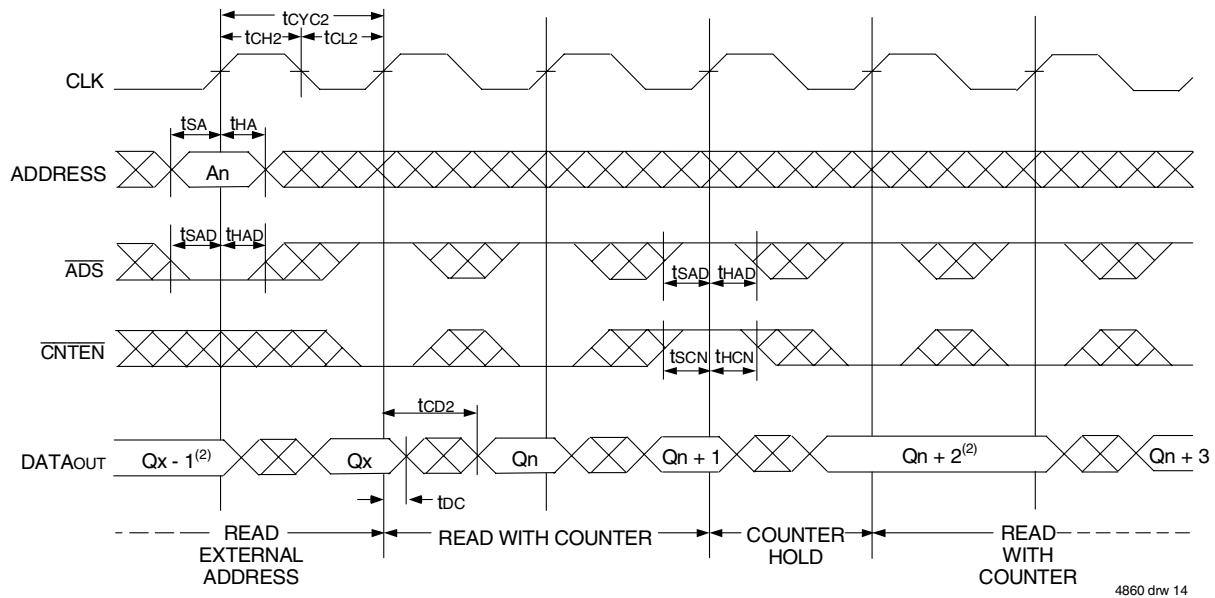 tCYC2
tCH2 tCL2
CLK
tSA tHA
ADDRESS An
tSAD tHAD
ADS
tSAD tHAD
CNTEN
tSCN tHCN
tCD2
DATAOUT Qx - 1(2) Qx Qn Qn + 1 Qn + 2(2) Qn + 3
tDC
READ EXTERNAL ADDRESS
READ WITH COUNTER
COUNTER HOLD
READ WITH COUNTER
4860 drw 14